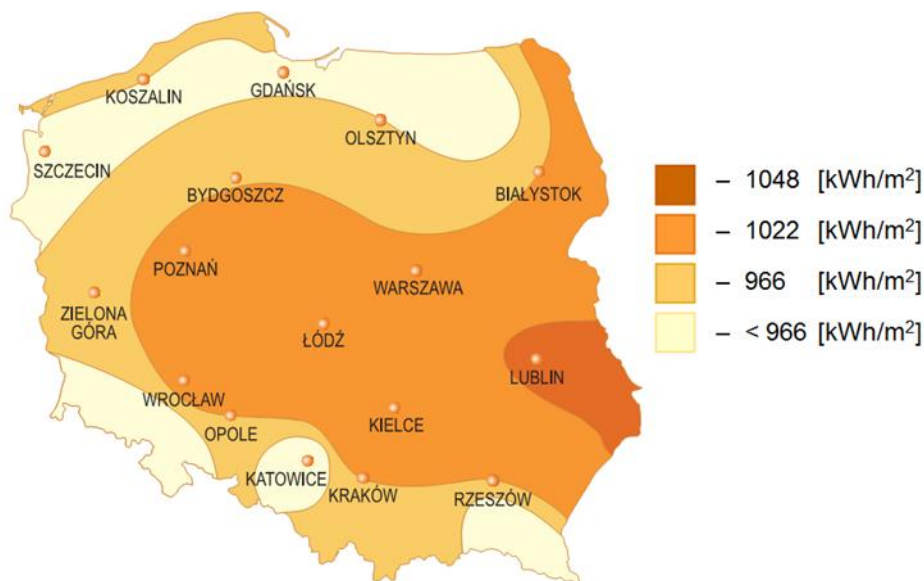 KOSZALIN
GDAŃSK
OLSZTYN
SZCZECIN
BYDGOSZCZ
BIAŁYSTOK
POZNAŃ
WARSZAWA
ZIELONA
GÓRA
ŁÓDŹ
LUBLIN
WROCŁAW
OPOLE
KIELCE
KATOWICE
KRAKÓW
RZESZÓW
– 1048 [kWh/m²]
– 1022 [kWh/m²]
– 966 [kWh/m²]
– < 966 [kWh/m²]